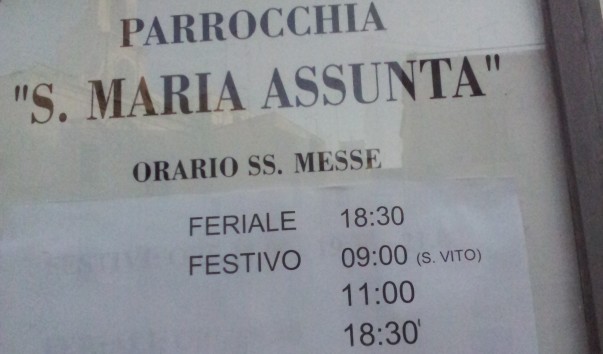 PARROCCHIA
"S. MARIA ASSUNTA"
ORARIO SS. MESSE
FERIALE 18:30
FESTIVO 09:00 (S. VITO)
11:00
18:30'